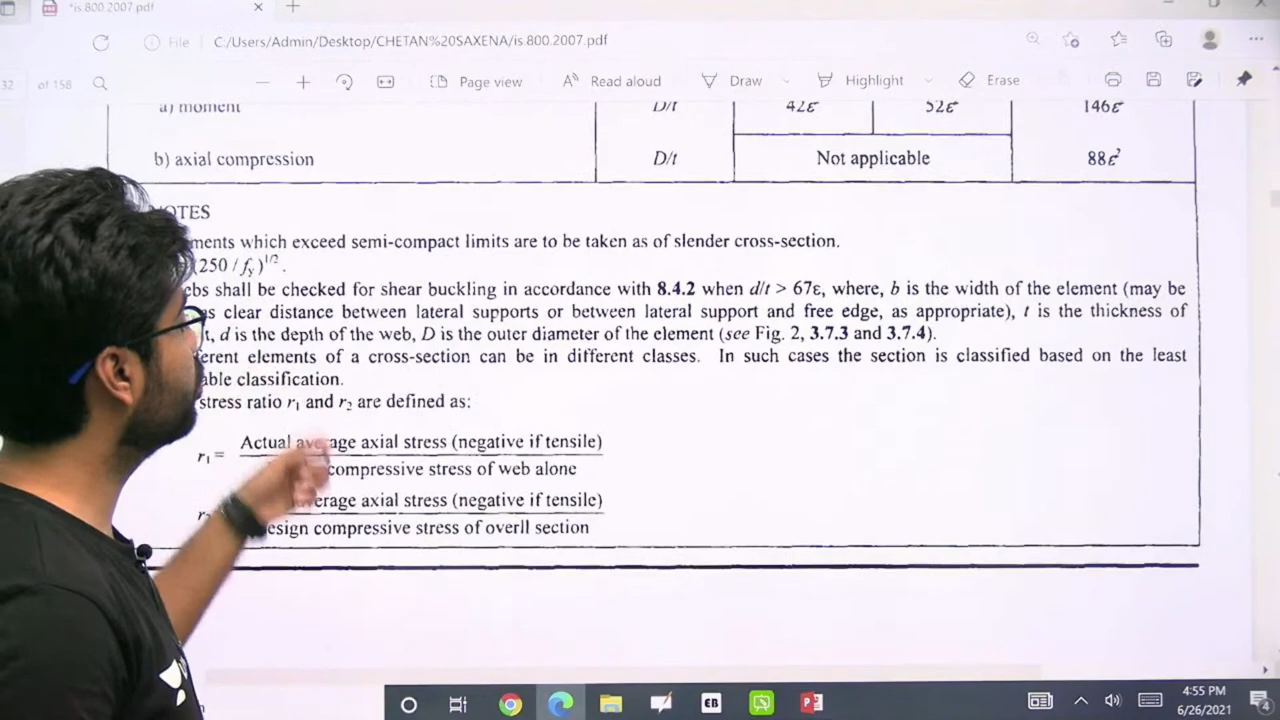 *is.800.2007.pdf
File C:/Users/Admin/Desktop/CHETAN%20SAXENA/is.800.2007.pdf
32 of 158 Page view Read aloud Draw Highlight Erase
a) moment D/t 42ε 52ε 146ε
b) axial compression D/t Not applicable 88ε²
NOTES
which exceed semi-compact limits are to be taken as of slender cross-section.
(250 / fy)1/2.
shall be checked for shear buckling in accordance with 8.4.2 when d/t > 67ε, where, b is the width of the element (may be
clear distance between lateral supports or between lateral support and free edge, as appropriate), t is the thickness of
d is the depth of the web, D is the outer diameter of the element (see Fig. 2, 3.7.3 and 3.7.4).
elements of a cross-section can be in different classes. In such cases the section is classified based on the least
classification.
stress ratio r1 and r2 are defined as:
r1 = Actual average axial stress (negative if tensile)
compressive stress of web alone
average axial stress (negative if tensile)
design compressive stress of overll section
EB
4:55 PM
6/26/2021
4